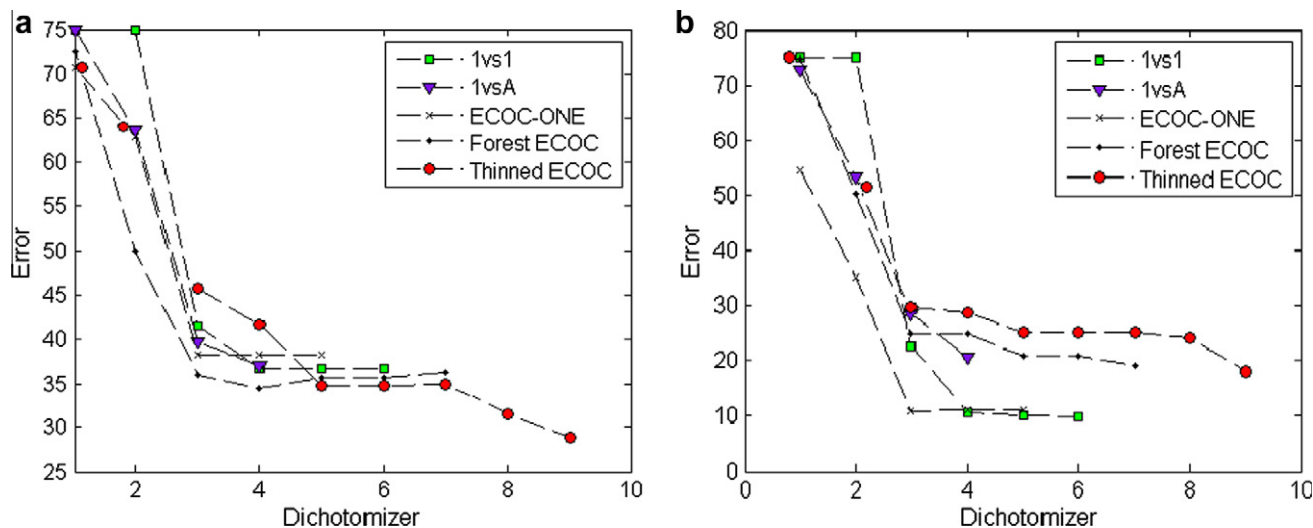 a
75
70
65
60
55
50
45
40
35
30
25
Error
2
4
6
8
10
Dichotomizer
1vs1
1vsA
ECOC-ONE
Forest ECOC
Thinned ECOC
b
80
70
60
50
40
30
20
10
0
Error
0
2
4
6
8
10
Dichotomizer
1vs1
1vsA
ECOC-ONE
Forest ECOC
Thinned ECOC